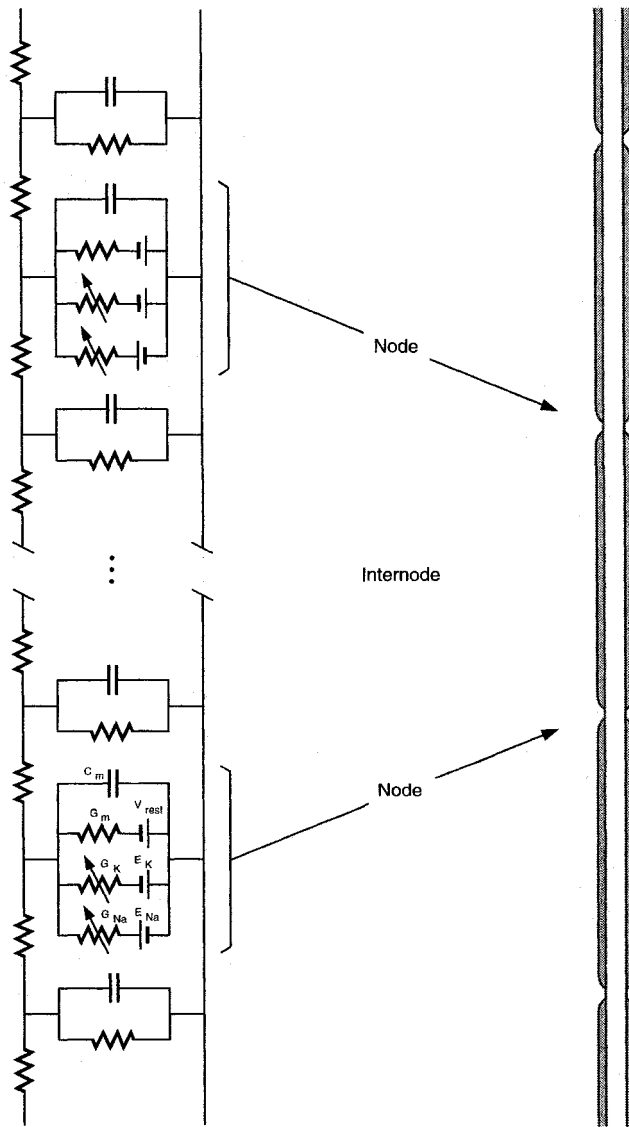 Node
...
Internode
Node
C m
G m V rest
G K E K
G Na E Na